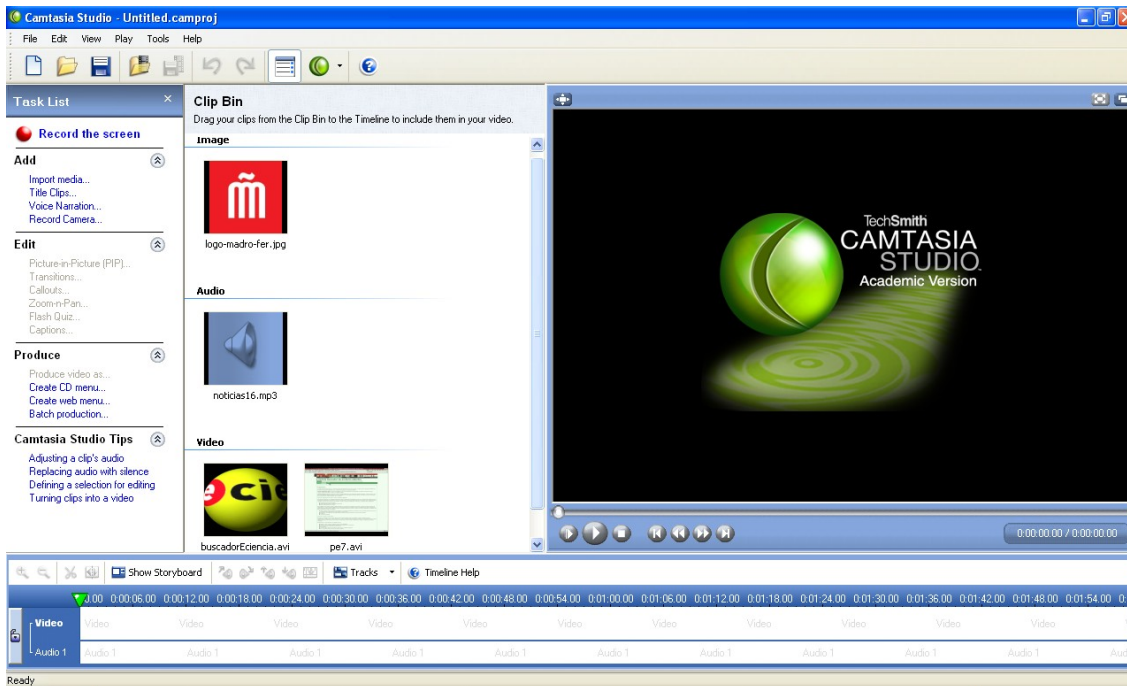 Camtasia Studio - Untitled.camproj
File Edit View Play Tools Help
Task List
Record the screen
Add
Import media...
Title Clips...
Voice Narration...
Record Camera...
Edit
Picture-in-Picture (PIP)...
Transitions...
Callouts...
Zoom-n-Pan...
Flash Quiz...
Captions...
Produce
Produce video as...
Create CD menu...
Create web menu...
Batch production...
Camtasia Studio Tips
Adjusting a clip's audio
Replacing audio with silence
Defining a selection for editing
Turning clips into a video
Clip Bin
Drag your clips from the Clip Bin to the Timeline to include them in your video.
Image
m̃
logo-madro-fer.jpg
Audio
noticias16.mp3
Video
cie
buscadorEciencia.avi pe7.avi
TechSmith
CAMTASIA
STUDIO
Academic Version
0:00:00.00 / 0:00:00.00
Show Storyboard Tracks Timeline Help
0:00:06.00 0:00:12.00 0:00:18.00 0:00:24.00 0:00:30.00 0:00:36.00 0:00:42.00 0:00:48.00 0:00:54.00 0:01:00.00 0:01:06.00 0:01:12.00 0:01:18.00 0:01:24.00 0:01:30.00 0:01:36.00 0:01:42.00 0:01:48.00 0:01:54.00
Video Video Video Video Video Video Video Video Video Video Video Video
Audio 1 Audio 1 Audio 1 Audio 1 Audio 1 Audio 1 Audio 1 Audio 1 Audio 1 Audio 1 Audio 1
Ready